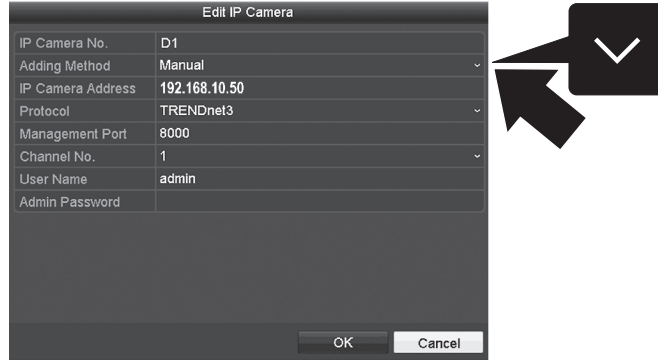 Edit IP Camera
IP Camera No. D1
Adding Method Manual
IP Camera Address 192.168.10.50
Protocol TRENDnet3
Management Port 8000
Channel No. 1
User Name admin
Admin Password
OK Cancel